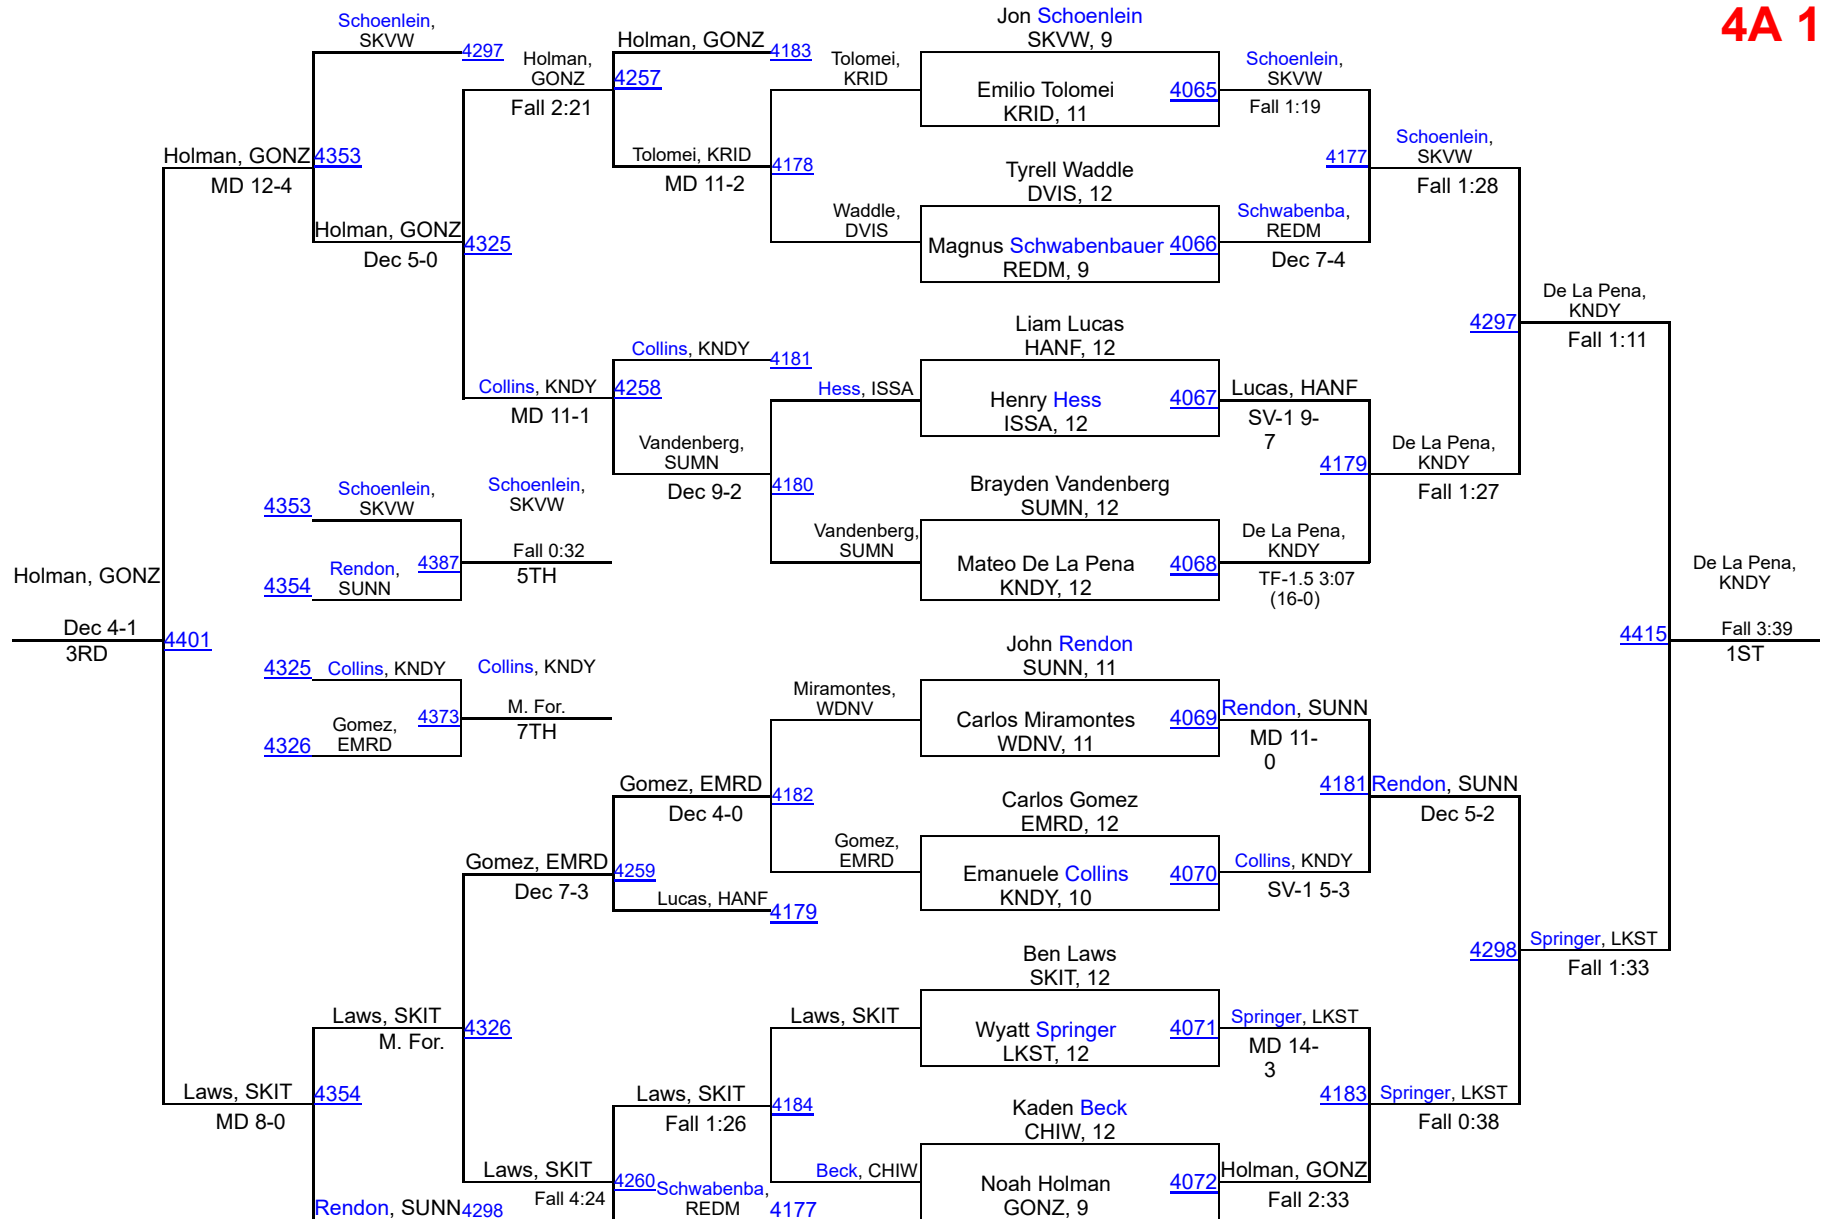 4A 1
Jon Schoenlein
SKVW, 9
Schoenlein,
SKVW
4297
Holman,
GONZ
Fall 2:21
Holman, GONZ
4183
4257
Tolomei,
KRID
Emilio Tolomei
KRID, 11
4065
Schoenlein,
SKVW
Fall 1:19
Holman, GONZ
4353
MD 12-4
Tolomei, KRID
MD 11-2
4178
Tyrell Waddle
DVIS, 12
4177
Schoenlein,
SKVW
Fall 1:28
Holman, GONZ
Dec 5-0
4325
Waddle,
DVIS
Magnus Schwabenbauer
REDM, 9
4066
Schwabenba,
REDM
Dec 7-4
Liam Lucas
HANF, 12
4297
De La Pena,
KNDY
Fall 1:11
Collins, KNDY
4181
Collins, KNDY
MD 11-1
4258
Hess, ISSA
Henry Hess
ISSA, 12
4067
Lucas, HANF
SV-1 9-
7
Vandenberg,
SUMN
Dec 9-2
4180
Brayden Vandenberg
SUMN, 12
4179
De La Pena,
KNDY
Fall 1:27
4353
Schoenlein,
SKVW
Schoenlein,
SKVW
Vandenberg,
SUMN
Mateo De La Pena
KNDY, 12
4068
De La Pena,
KNDY
TF-1.5 3:07
(16-0)
4354
Rendon,
SUNN
4387
Fall 0:32
5TH
Holman, GONZ
Dec 4-1
3RD
4401
De La Pena,
KNDY
4415
Fall 3:39
1ST
John Rendon
SUNN, 11
4325
Collins, KNDY
Collins, KNDY
4326
Gomez,
EMRD
4373
M. For.
7TH
Miramontes,
WDNV
Carlos Miramontes
WDNV, 11
4069
Rendon, SUNN
MD 11-
0
Gomez, EMRD
Dec 4-0
4182
Carlos Gomez
EMRD, 12
4181
Rendon, SUNN
Dec 5-2
Gomez, EMRD
Dec 7-3
4259
Gomez,
EMRD
Emanuele Collins
KNDY, 10
4070
Collins, KNDY
SV-1 5-3
Lucas, HANF
4179
Ben Laws
SKIT, 12
4298
Springer, LKST
Fall 1:33
Laws, SKIT
M. For.
4326
Laws, SKIT
Wyatt Springer
LKST, 12
4071
Springer, LKST
MD 14-
3
Laws, SKIT
MD 8-0
4354
Laws, SKIT
Fall 1:26
4184
Kaden Beck
CHIW, 12
4183
Springer, LKST
Fall 0:38
Laws, SKIT
Fall 4:24
4260
Beck, CHIW
Noah Holman
GONZ, 9
4072
Holman, GONZ
Fall 2:33
Rendon, SUNN
4298
Schwabenba,
REDM
4177